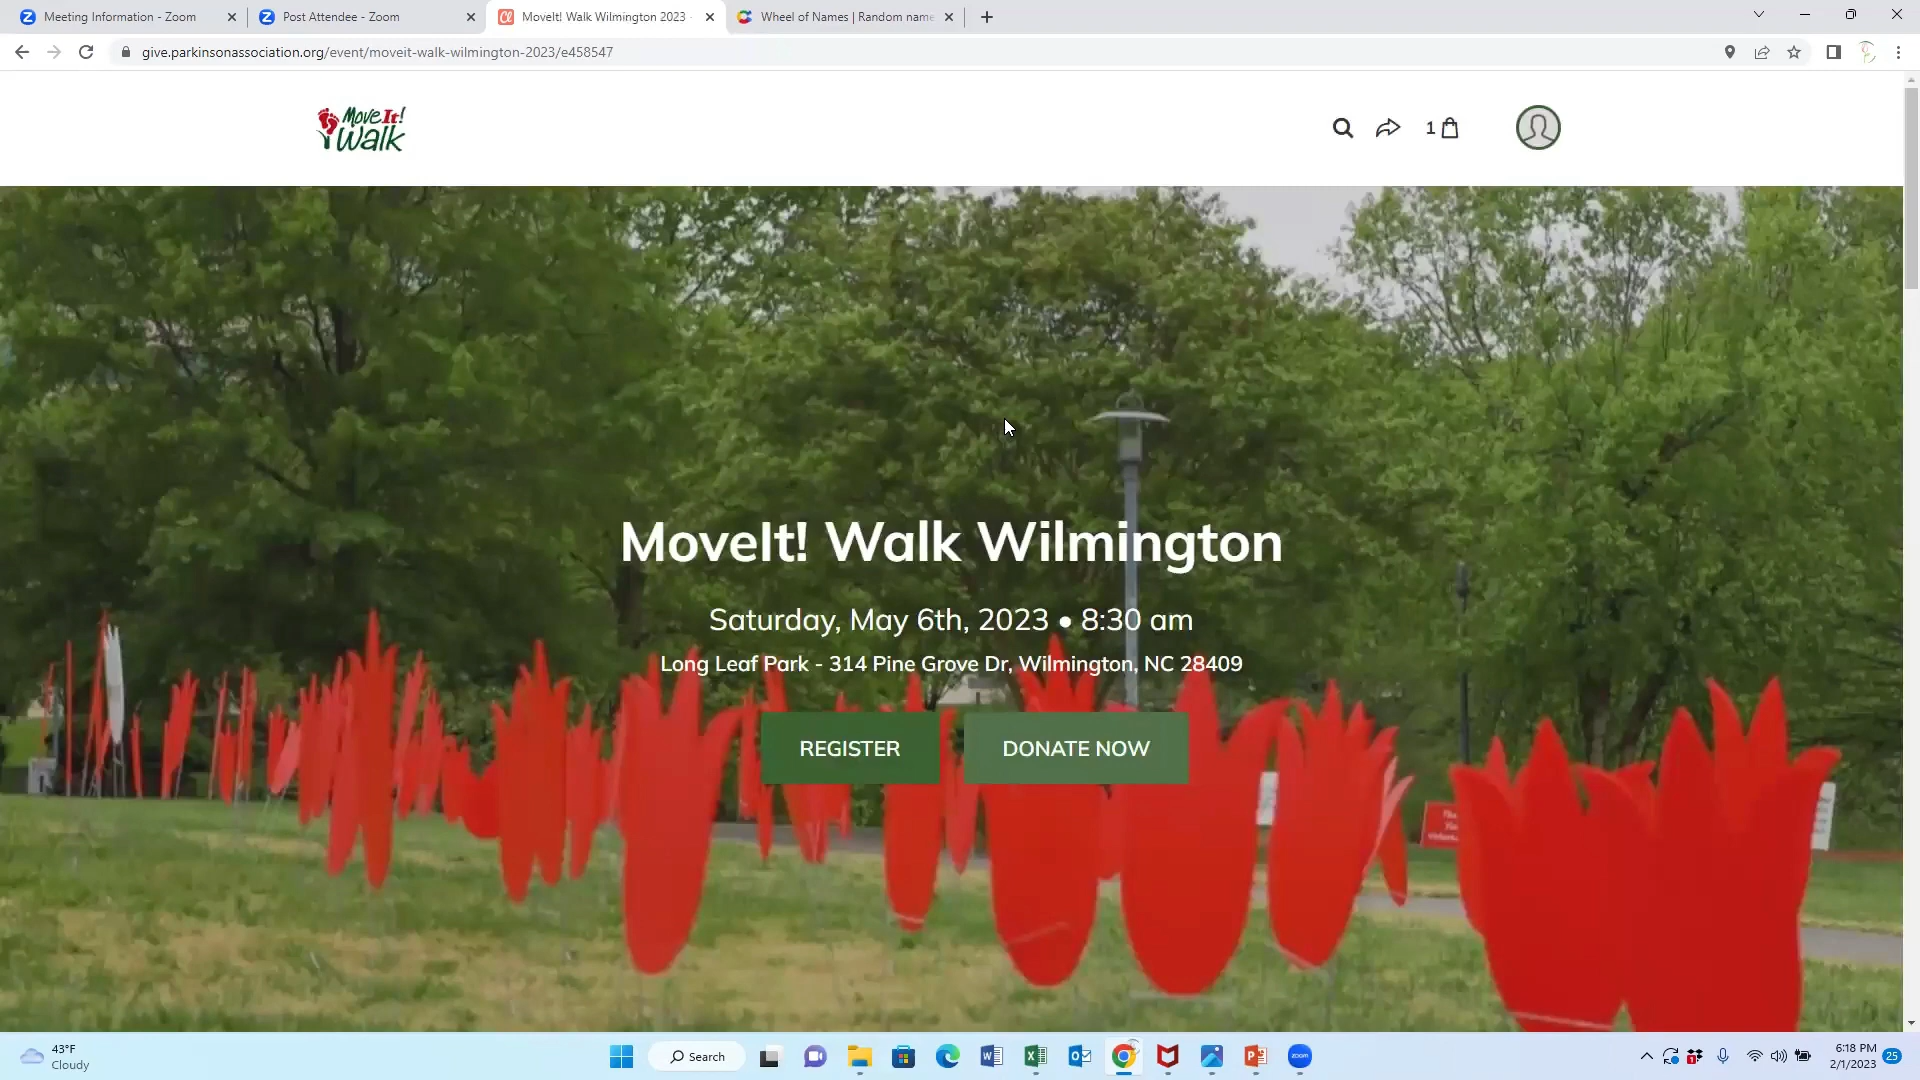 Meeting Information - Zoom
Post Attendee - Zoom
MoveIt! Walk Wilmington 2023
Wheel of Names | Random name
give.parkinsonassociation.org/event/moveit-walk-wilmington-2023/e458547
Move It!
Walk
1
MoveIt! Walk Wilmington
Saturday, May 6th, 2023 • 8:30 am
Long Leaf Park - 314 Pine Grove Dr, Wilmington, NC 28409
REGISTER
DONATE NOW
43°F
Cloudy
Search
zoom
6:18 PM
2/1/2023
25